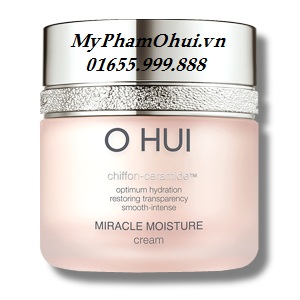 MyPhamOhui.vn
01655.999.888
O HUI
chiffon-ceramide™
optimum hydration
restoring transparency
smooth-intense
MIRACLE MOISTURE
cream